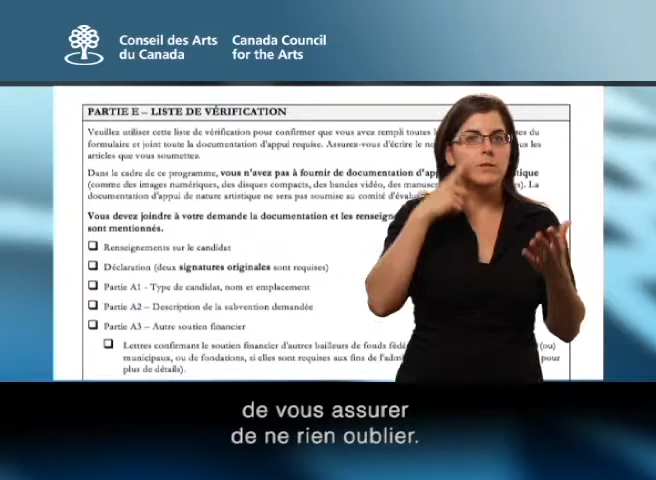 Conseil des Arts
du Canada
Canada Council
for the Arts
PARTIE E – LISTE DE VÉRIFICATION
Veuillez utiliser cette liste de vérification pour confirmer que vous avez rempli toutes du
formulaire et joint toute la documentation d'appui requise. Assurez-vous d'écrire le les
articles que vous soumettez.
Dans le cadre de ce programme, vous n'avez pas à fournir de documentation
(comme des images numériques, des disques compacts, des bandes vidéo, des La
documentation d'appui de nature artistique ne sera pas soumise au comité
Vous devez joindre à votre demande la documentation et les
sont mentionnés.
Renseignements sur le candidat
Déclaration (deux signatures originales sont requises)
Partie A1 - Type de candidat, nom et emplacement
Partie A2 – Description de la subvention demandée
Partie A3 – Autre soutien financier
Lettres confirmant le soutien financier d'autres bailleurs de fonds (ou)
municipaux, ou de fondations, si elles sont requises aux fins de pour
plus de détails).
de vous assurer
de ne rien oublier.